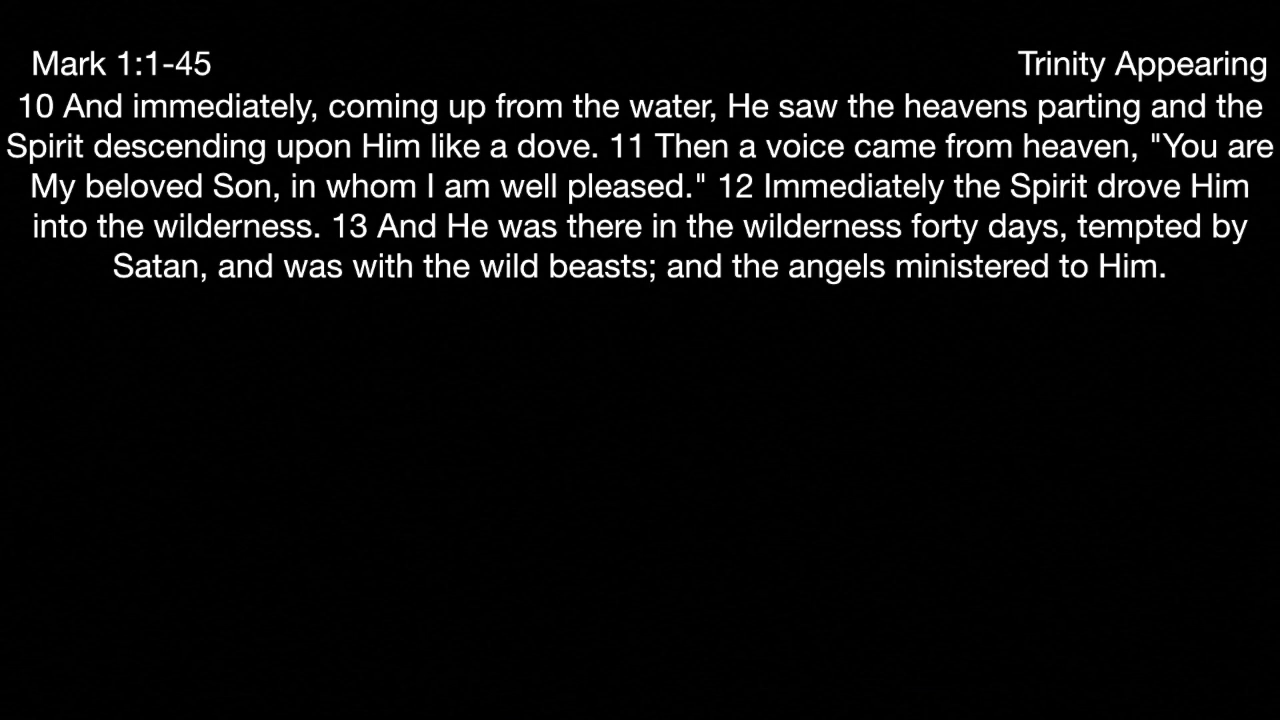 Mark 1:1-45 Trinity Appearing
10 And immediately, coming up from the water, He saw the heavens parting and the
Spirit descending upon Him like a dove. 11 Then a voice came from heaven, "You are
My beloved Son, in whom I am well pleased." 12 Immediately the Spirit drove Him
into the wilderness. 13 And He was there in the wilderness forty days, tempted by
Satan, and was with the wild beasts; and the angels ministered to Him.